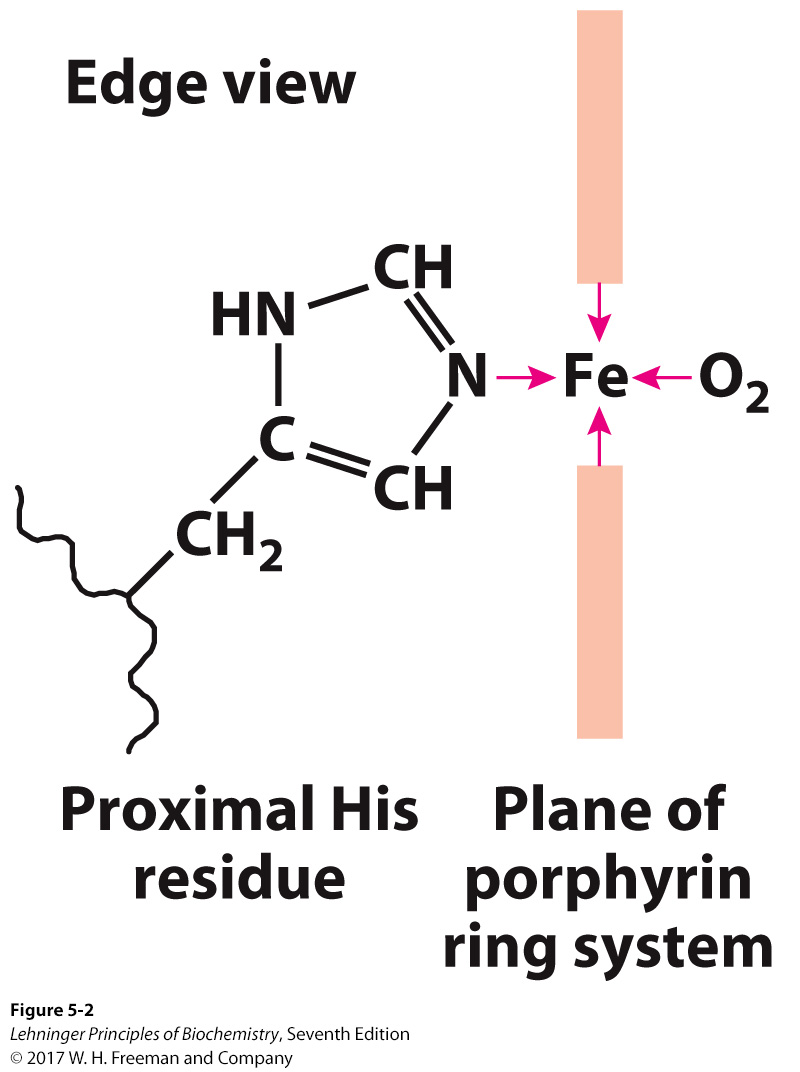 Edge view
CH
HN
N
Fe
O2
C
CH
CH2
Proximal His
residue
Plane of
porphyrin
ring system
Figure 5-2
Lehninger Principles of Biochemistry, Seventh Edition
© 2017 W. H. Freeman and Company